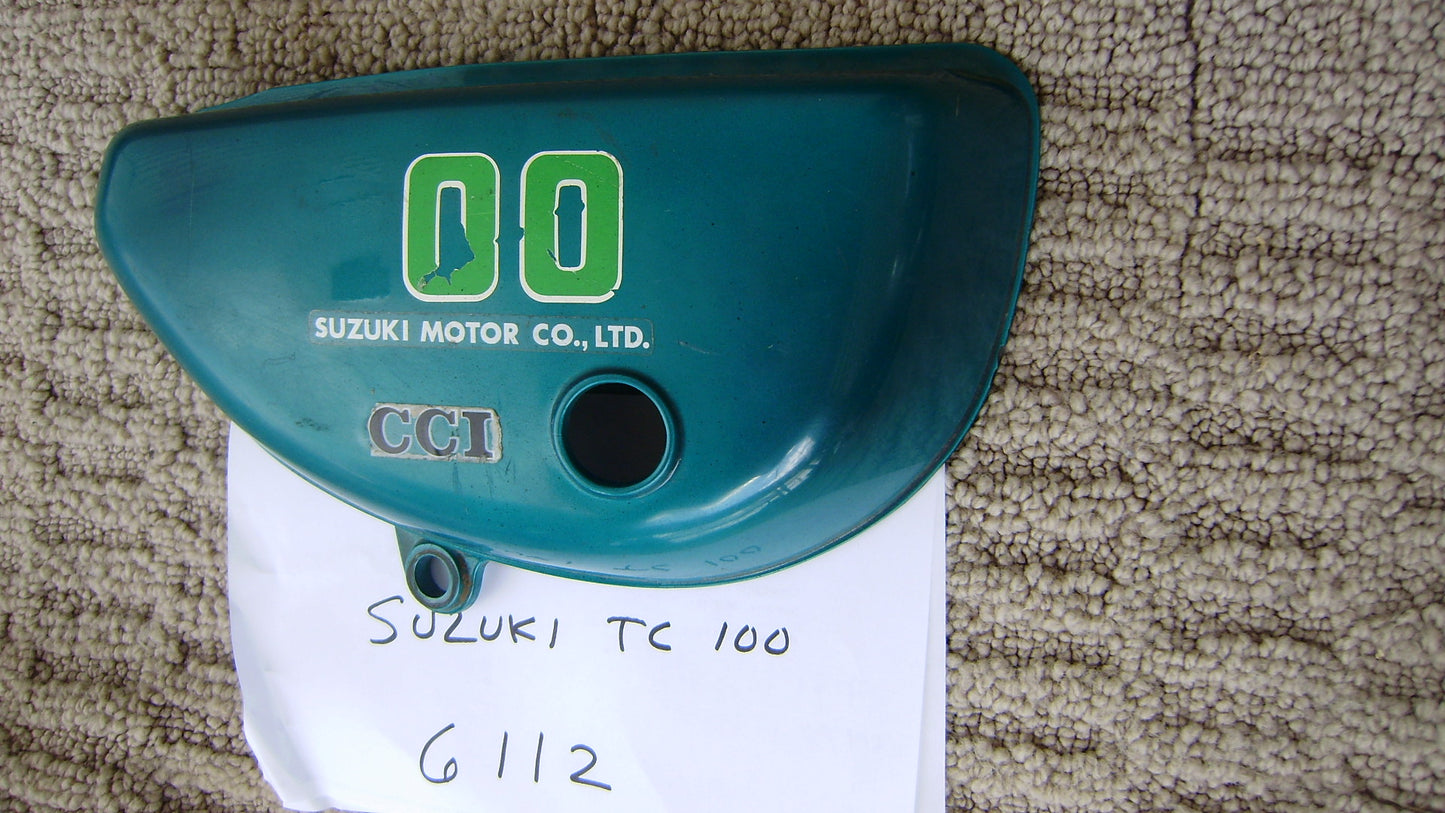 00
SUZUKI MOTOR CO., LTD.
CCI
SUZUKI TC 100
6112